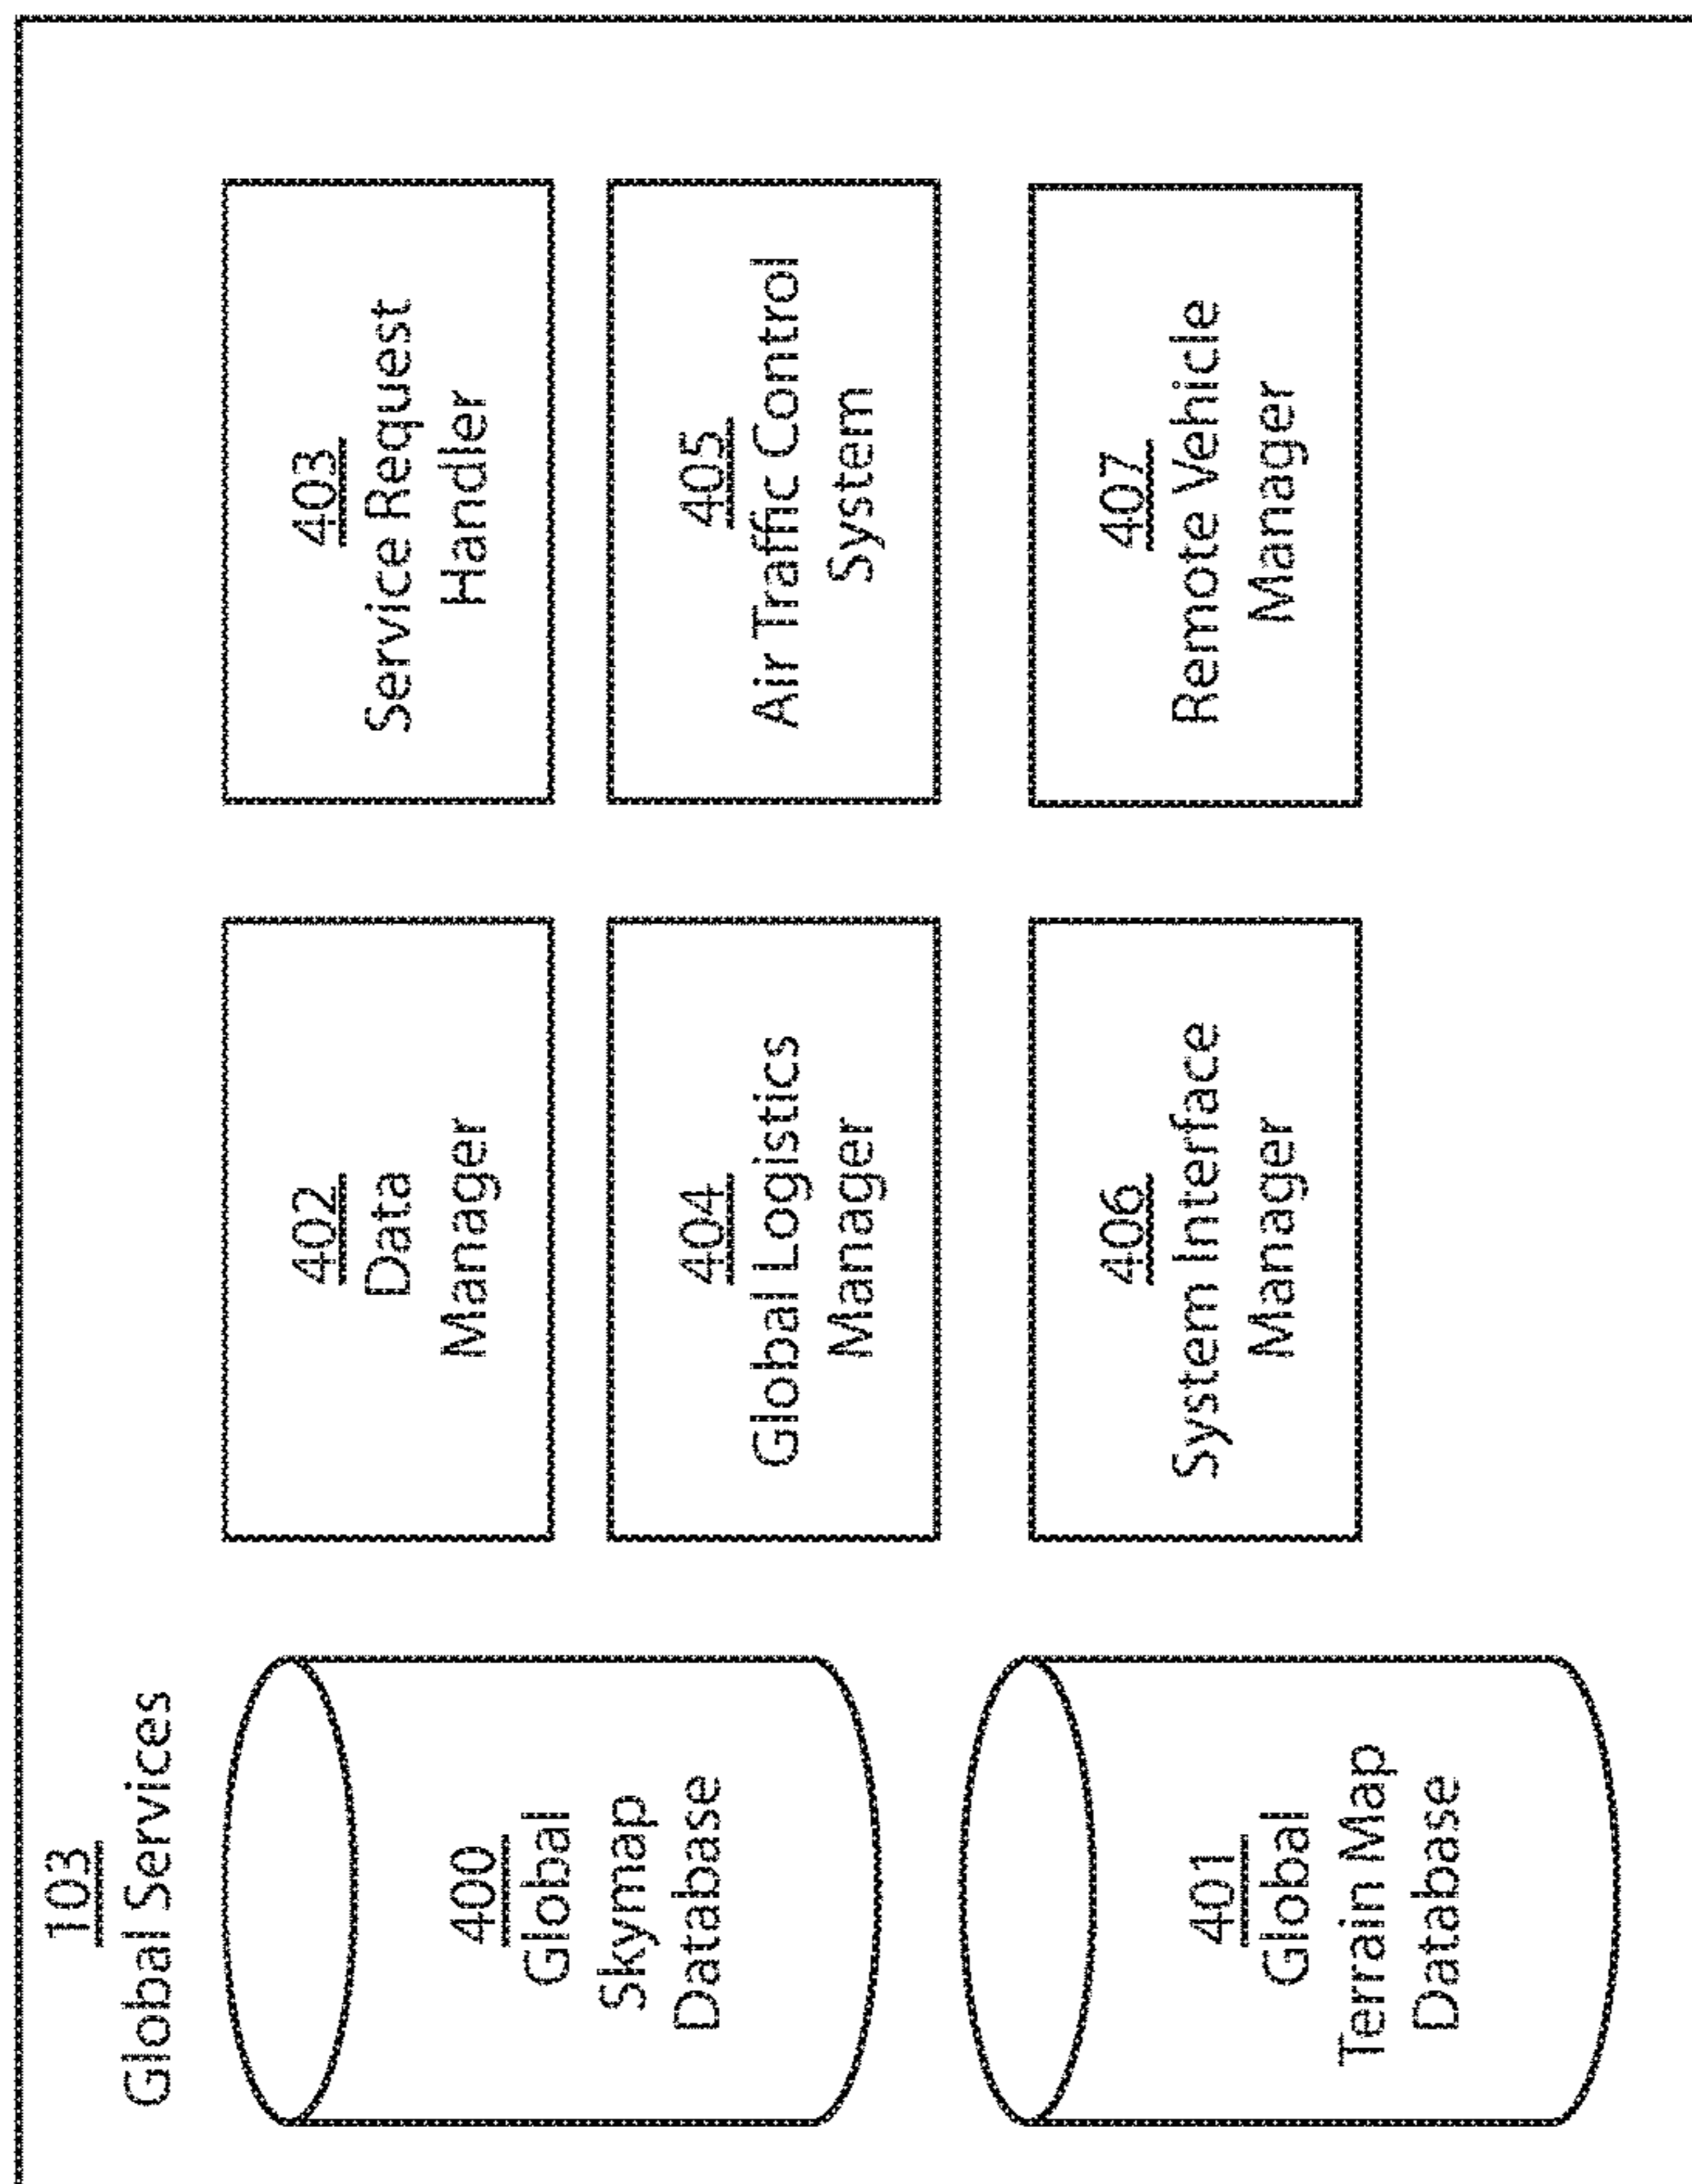 103
Global Services
400
Global
Skymap
Database
402
Data
Manager
403
Service Request
Handler
404
Global Logistics
Manager
405
Air Traffic Control
System
401
Global
Terrain Map
Database
406
System Interface
Manager
407
Remote Vehicle
Manager